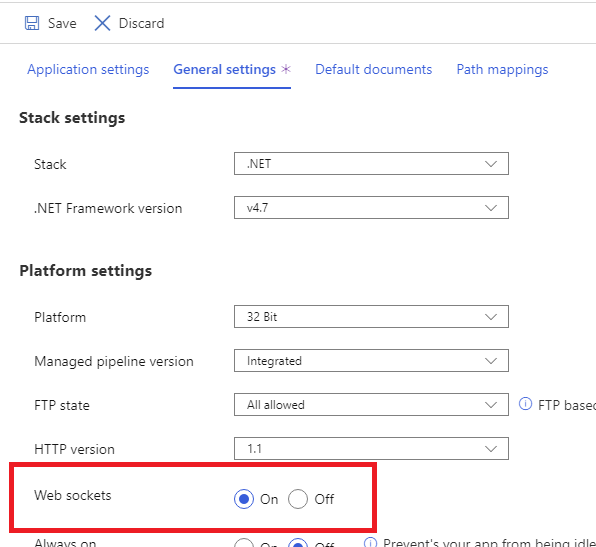 Save Discard
Application settings General settings * Default documents Path mappings
Stack settings
Stack .NET
.NET Framework version v4.7
Platform settings
Platform 32 Bit
Managed pipeline version Integrated
FTP state All allowed FTP based
HTTP version 1.1
Web sockets On Off
Always on On Off Prevent's your app from being idle